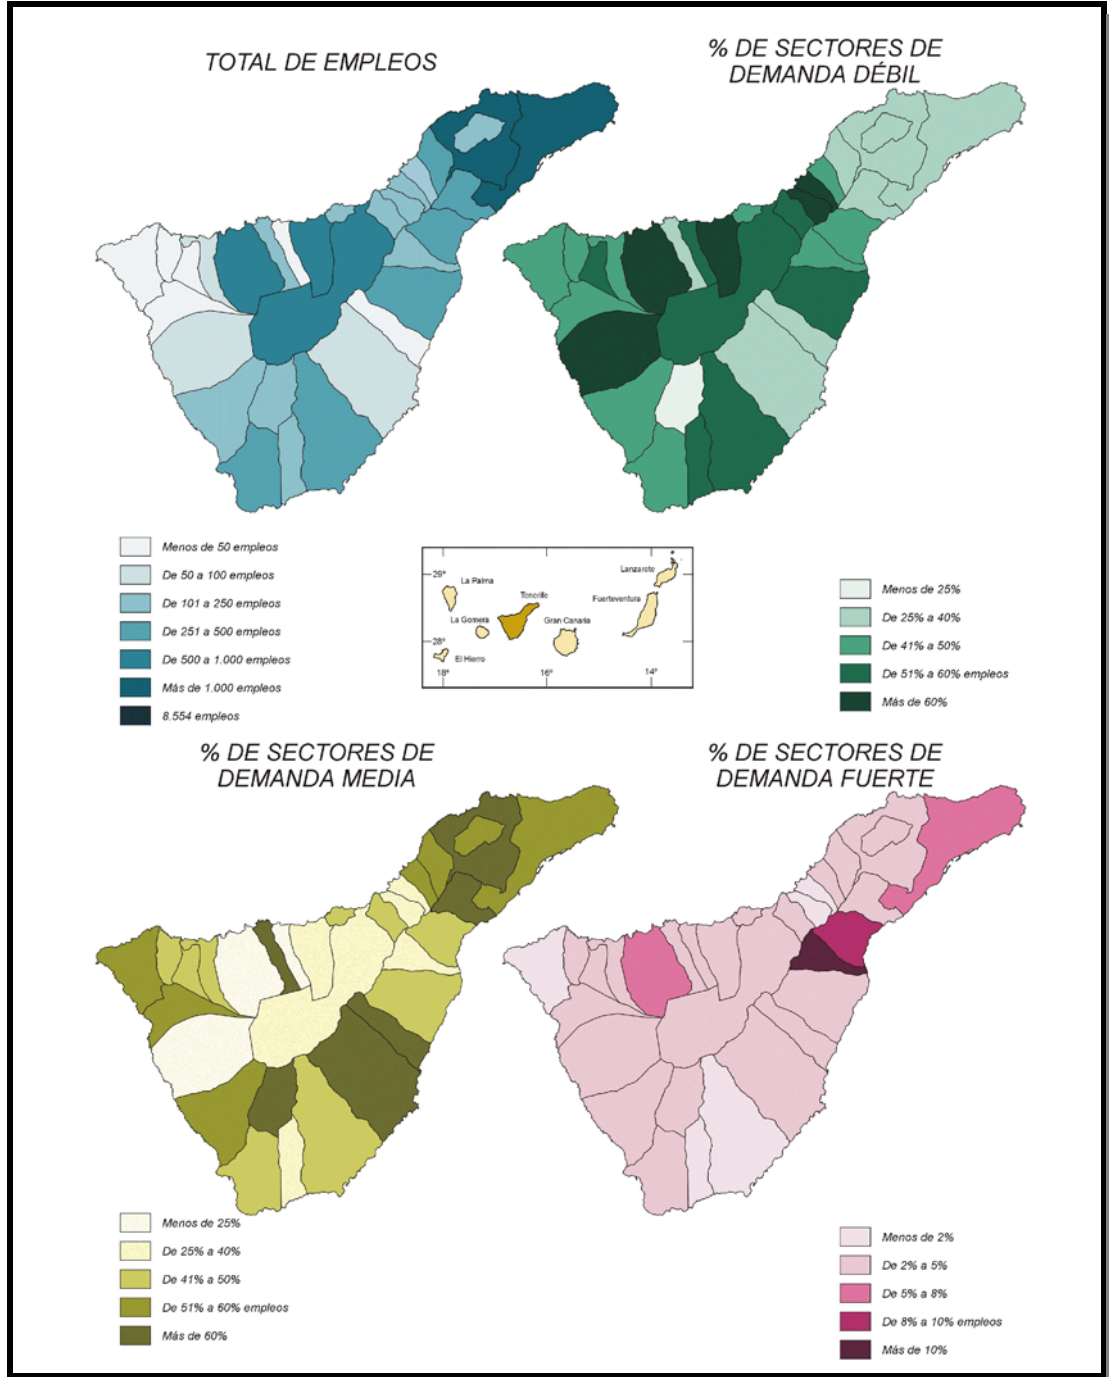 TOTAL DE EMPLEOS
% DE SECTORES DE
DEMANDA DÉBIL
Menos de 50 empleos
De 50 a 100 empleos
De 101 a 250 empleos
De 251 a 500 empleos
De 500 a 1.000 empleos
Más de 1.000 empleos
8.554 empleos
29°
28°
18°
16°
14°
La Palma
La Gomera
El Hierro
Tenerife
Gran Canaria
Fuerteventura
Lanzarote
Menos de 25%
De 25% a 40%
De 41% a 50%
De 51% a 60% empleos
Más de 60%
% DE SECTORES DE
DEMANDA MEDIA
% DE SECTORES DE
DEMANDA FUERTE
Menos de 25%
De 25% a 40%
De 41% a 50%
De 51% a 60% empleos
Más de 60%
Menos de 2%
De 2% a 5%
De 5% a 8%
De 8% a 10% empleos
Más de 10%